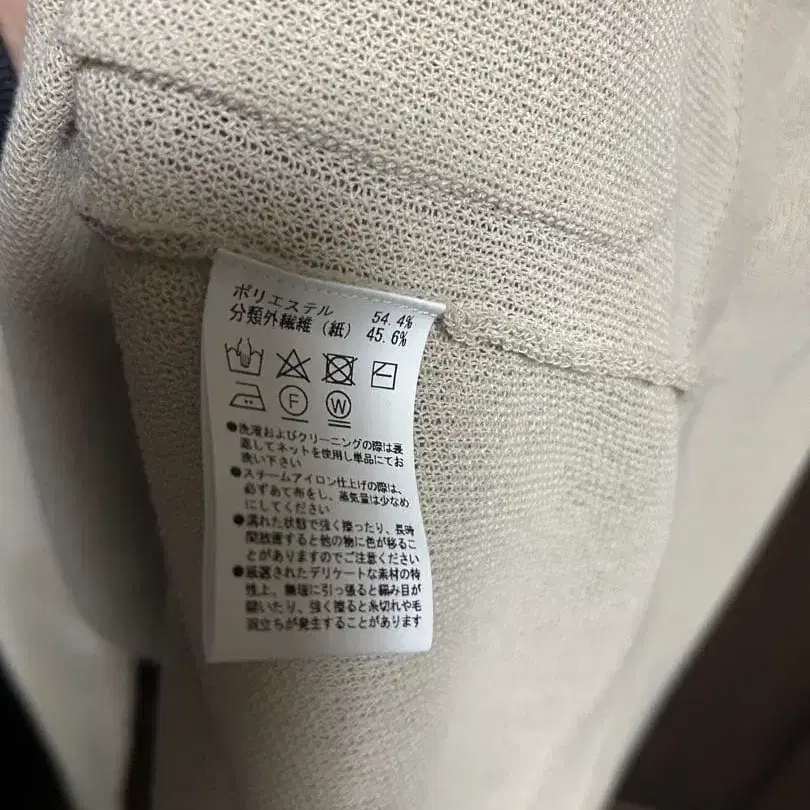 ポリエステル 54.4%
分類外繊維（紙） 45.6%
F W
●洗濯およびクリーニングの際は裏
返してネットを使用し単品にてお
洗い下さい
●スチームアイロン仕上げの際は、
必ずあて布をし、蒸気量は少なめ
にしてください
●濡れた状態で強く擦ったり、長時
間放置すると他の物に色が移るこ
とがありますのでご注意ください
●厳選されたデリケートな素材の特
性上、無理に引っ張ると編み目が
開いたり、強く擦ると糸切れや毛
羽立ちが発生することがあります